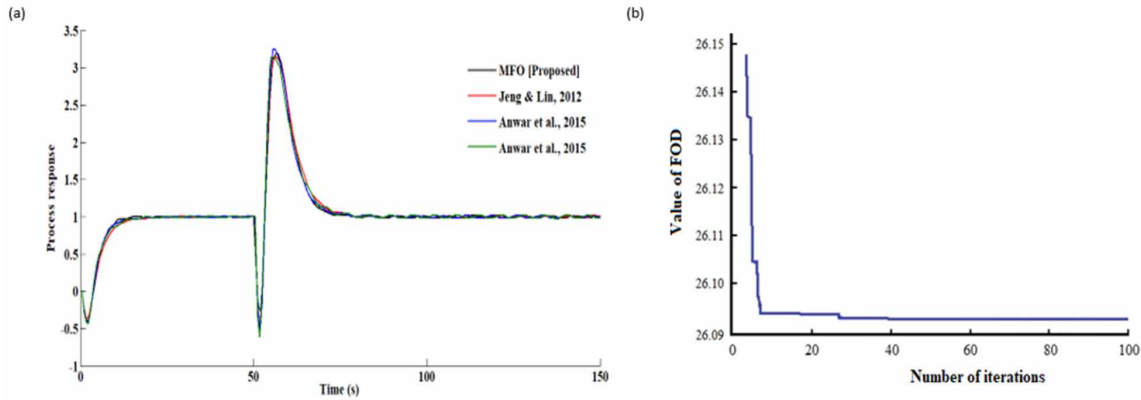 (a)
3.5
3
2.5
2
1.5
1
0.5
0
-0.5
-1
Process response
MFO [Proposed]
Jeng & Lin, 2012
Anwar et al., 2015
Anwar et al., 2015
0
50
100
150
Time (s)
(b)
26.15
26.14
26.13
26.12
26.11
26.10
26.09
Value of FOD
0
20
40
60
80
100
Number of iterations